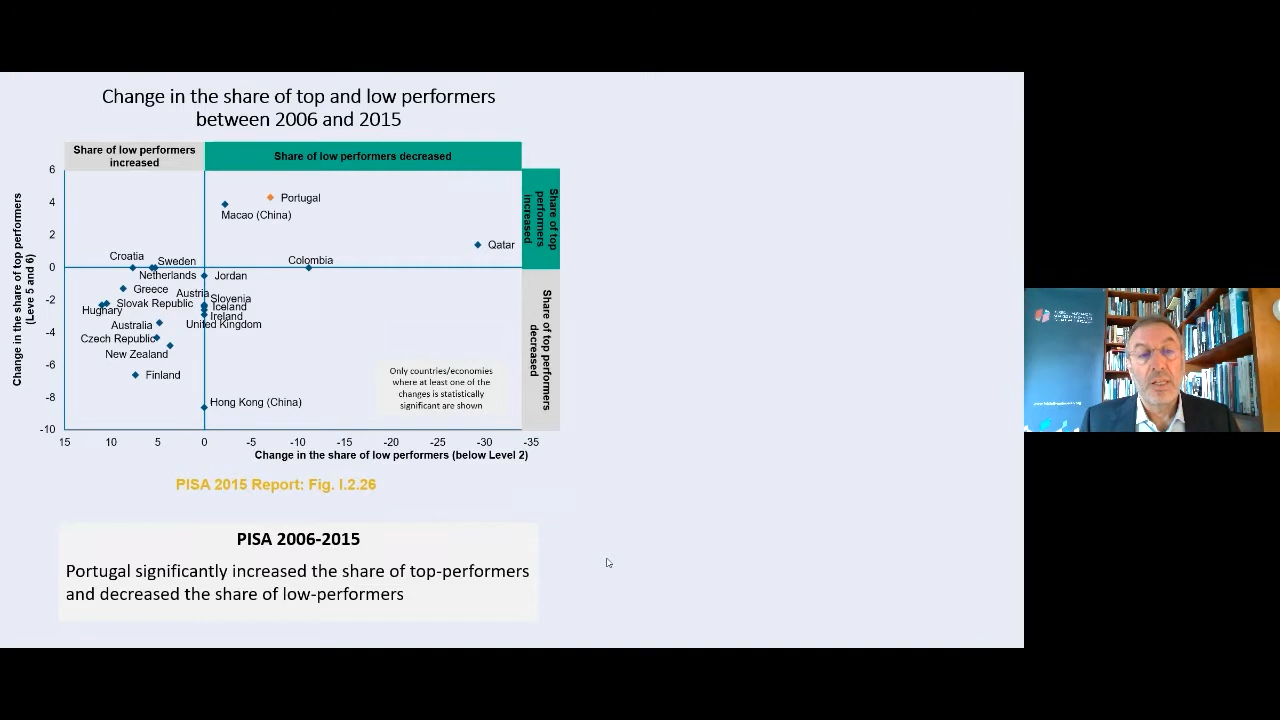 Change in the share of top and low performers
between 2006 and 2015
Share of low performers
increased
Share of low performers decreased
Change in the share of top performers
(Leve 5 and 6)
Share of top
performers
increased
Share of top performers
decreased
6
4
2
0
-2
-4
-6
-8
-10
Portugal
Macao (China)
Qatar
Croatia
Sweden
Colombia
Netherlands
Jordan
Greece
Austria
Slovenia
Slovak Republic
Iceland
Hugnary
Ireland
Australia
United Kingdom
Czech Republic
New Zealand
Finland
Hong Kong (China)
Only countries/economies
where at least one of the
changes is statistically
significant are shown
15 10 5 0 -5 -10 -15 -20 -25 -30 -35
Change in the share of low performers (below Level 2)
PISA 2015 Report: Fig. I.2.26
PISA 2006-2015
Portugal significantly increased the share of top-performers
and decreased the share of low-performers